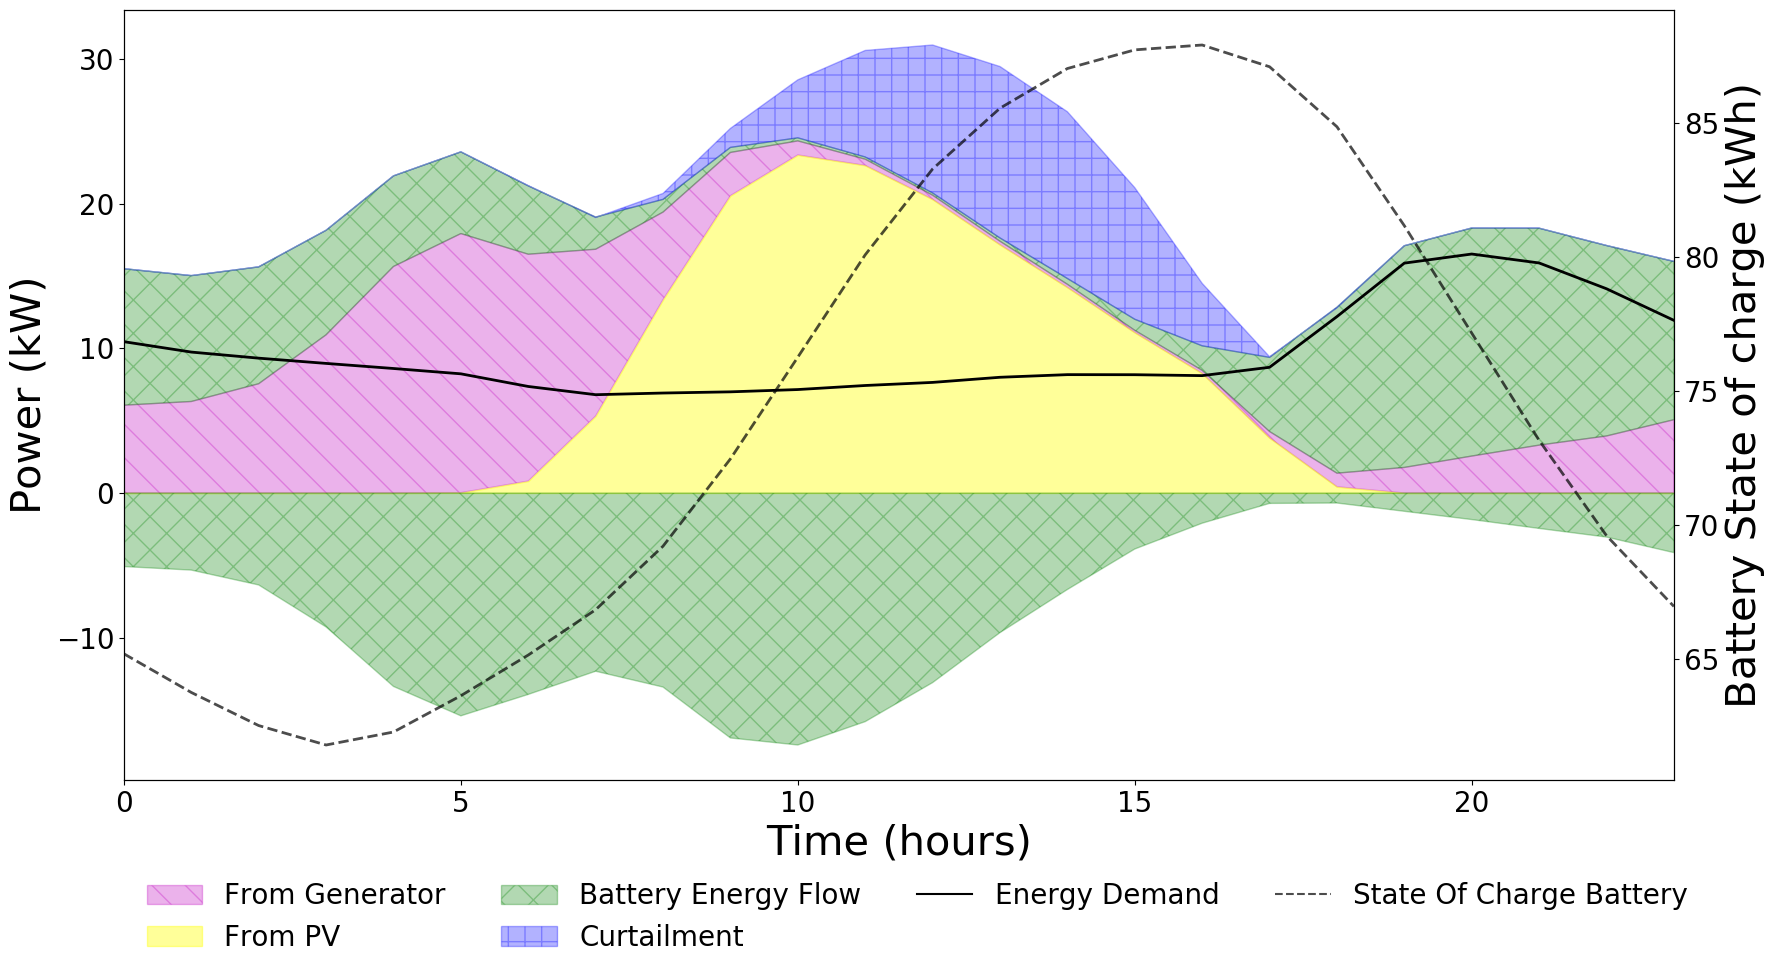 30
20
10
0
−10
Power (kW)
85
80
75
70
65
Battery State of charge (kWh)
0 5 10 15 20
Time (hours)
From Generator Battery Energy Flow Energy Demand State Of Charge Battery
From PV Curtailment